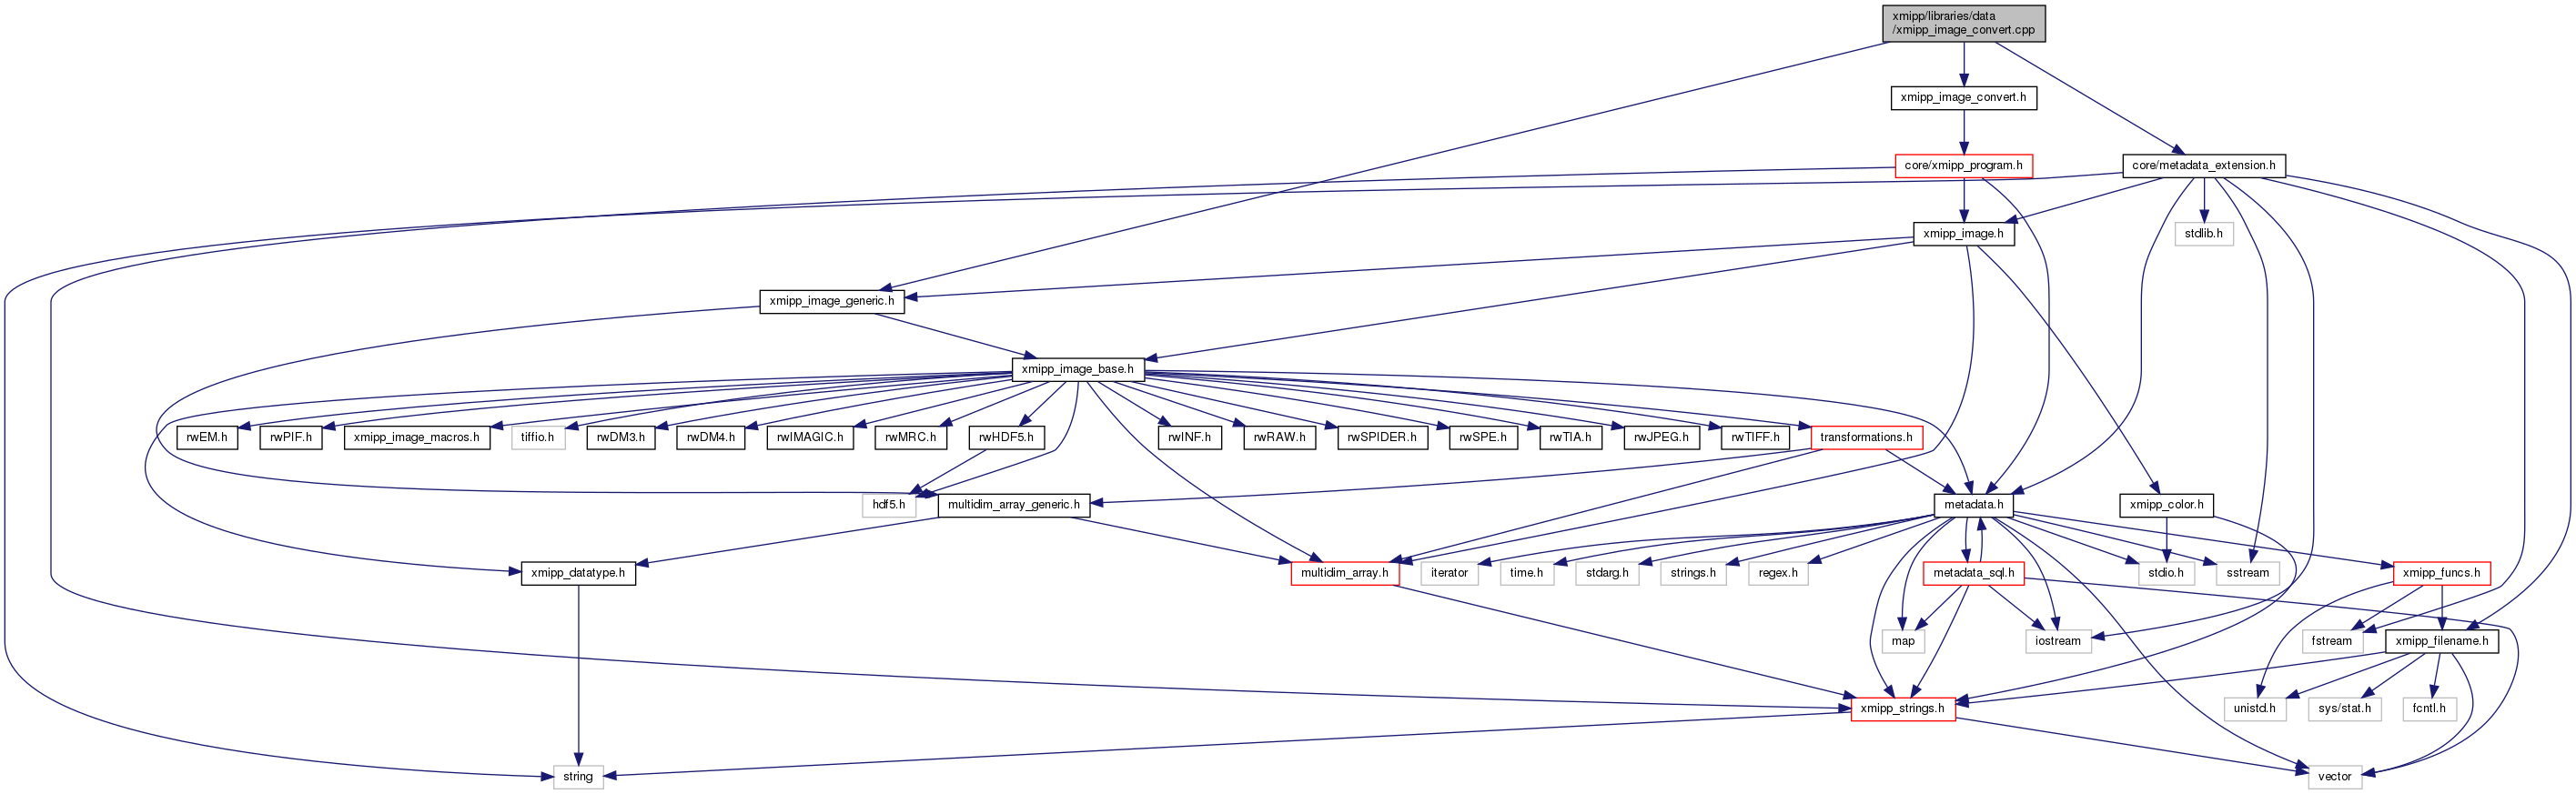 xmipp/libraries/data
/xmipp_image_convert.cpp
xmipp_image_convert.h
core/xmipp_program.h
core/metadata_extension.h
xmipp_image.h
stdlib.h
xmipp_image_generic.h
xmipp_image_base.h
rwEM.h
rwPIF.h
xmipp_image_macros.h
tiffio.h
rwDM3.h
rwDM4.h
rwIMAGIC.h
rwMRC.h
rwHDF5.h
rwINF.h
rwRAW.h
rwSPIDER.h
rwSPE.h
rwTIA.h
rwJPEG.h
rwTIFF.h
transformations.h
hdf5.h
multidim_array_generic.h
metadata.h
xmipp_color.h
xmipp_datatype.h
multidim_array.h
iterator
time.h
stdarg.h
strings.h
regex.h
metadata_sql.h
stdio.h
sstream
xmipp_funcs.h
map
iostream
fstream
xmipp_filename.h
xmipp_strings.h
unistd.h
sys/stat.h
fcntl.h
string
vector